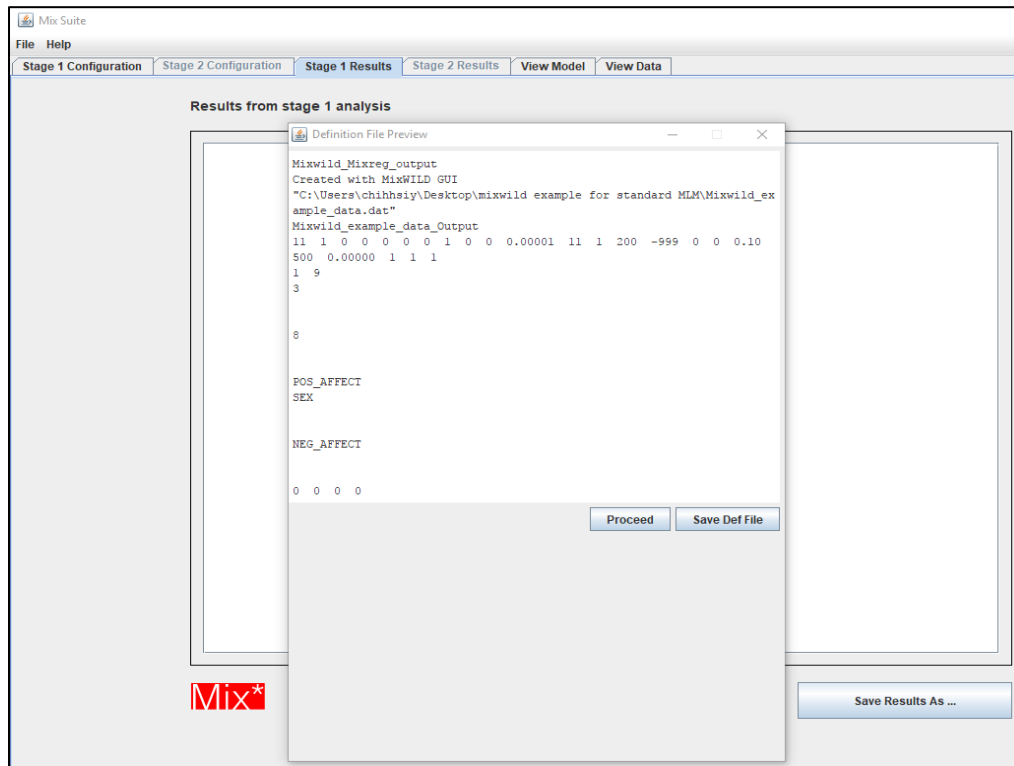 Mix Suite
File Help
Stage 1 Configuration Stage 2 Configuration Stage 1 Results Stage 2 Results View Model View Data
Results from stage 1 analysis
Definition File Preview
Mixwild_Mixreg_output
Created with MixWILD GUI
"C:\Users\chihhsiy\Desktop\mixwild example for standard MLM\Mixwild_ex
ample_data.dat"
Mixwild_example_data_Output
11 1 0 0 0 0 0 1 0 0 0.00001 11 1 200 -999 0 0 0.10
500 0.00000 1 1 1
1 9
3
8
POS_AFFECT
SEX
NEG_AFFECT
0 0 0 0
Proceed Save Def File
Mix*
Save Results As ...